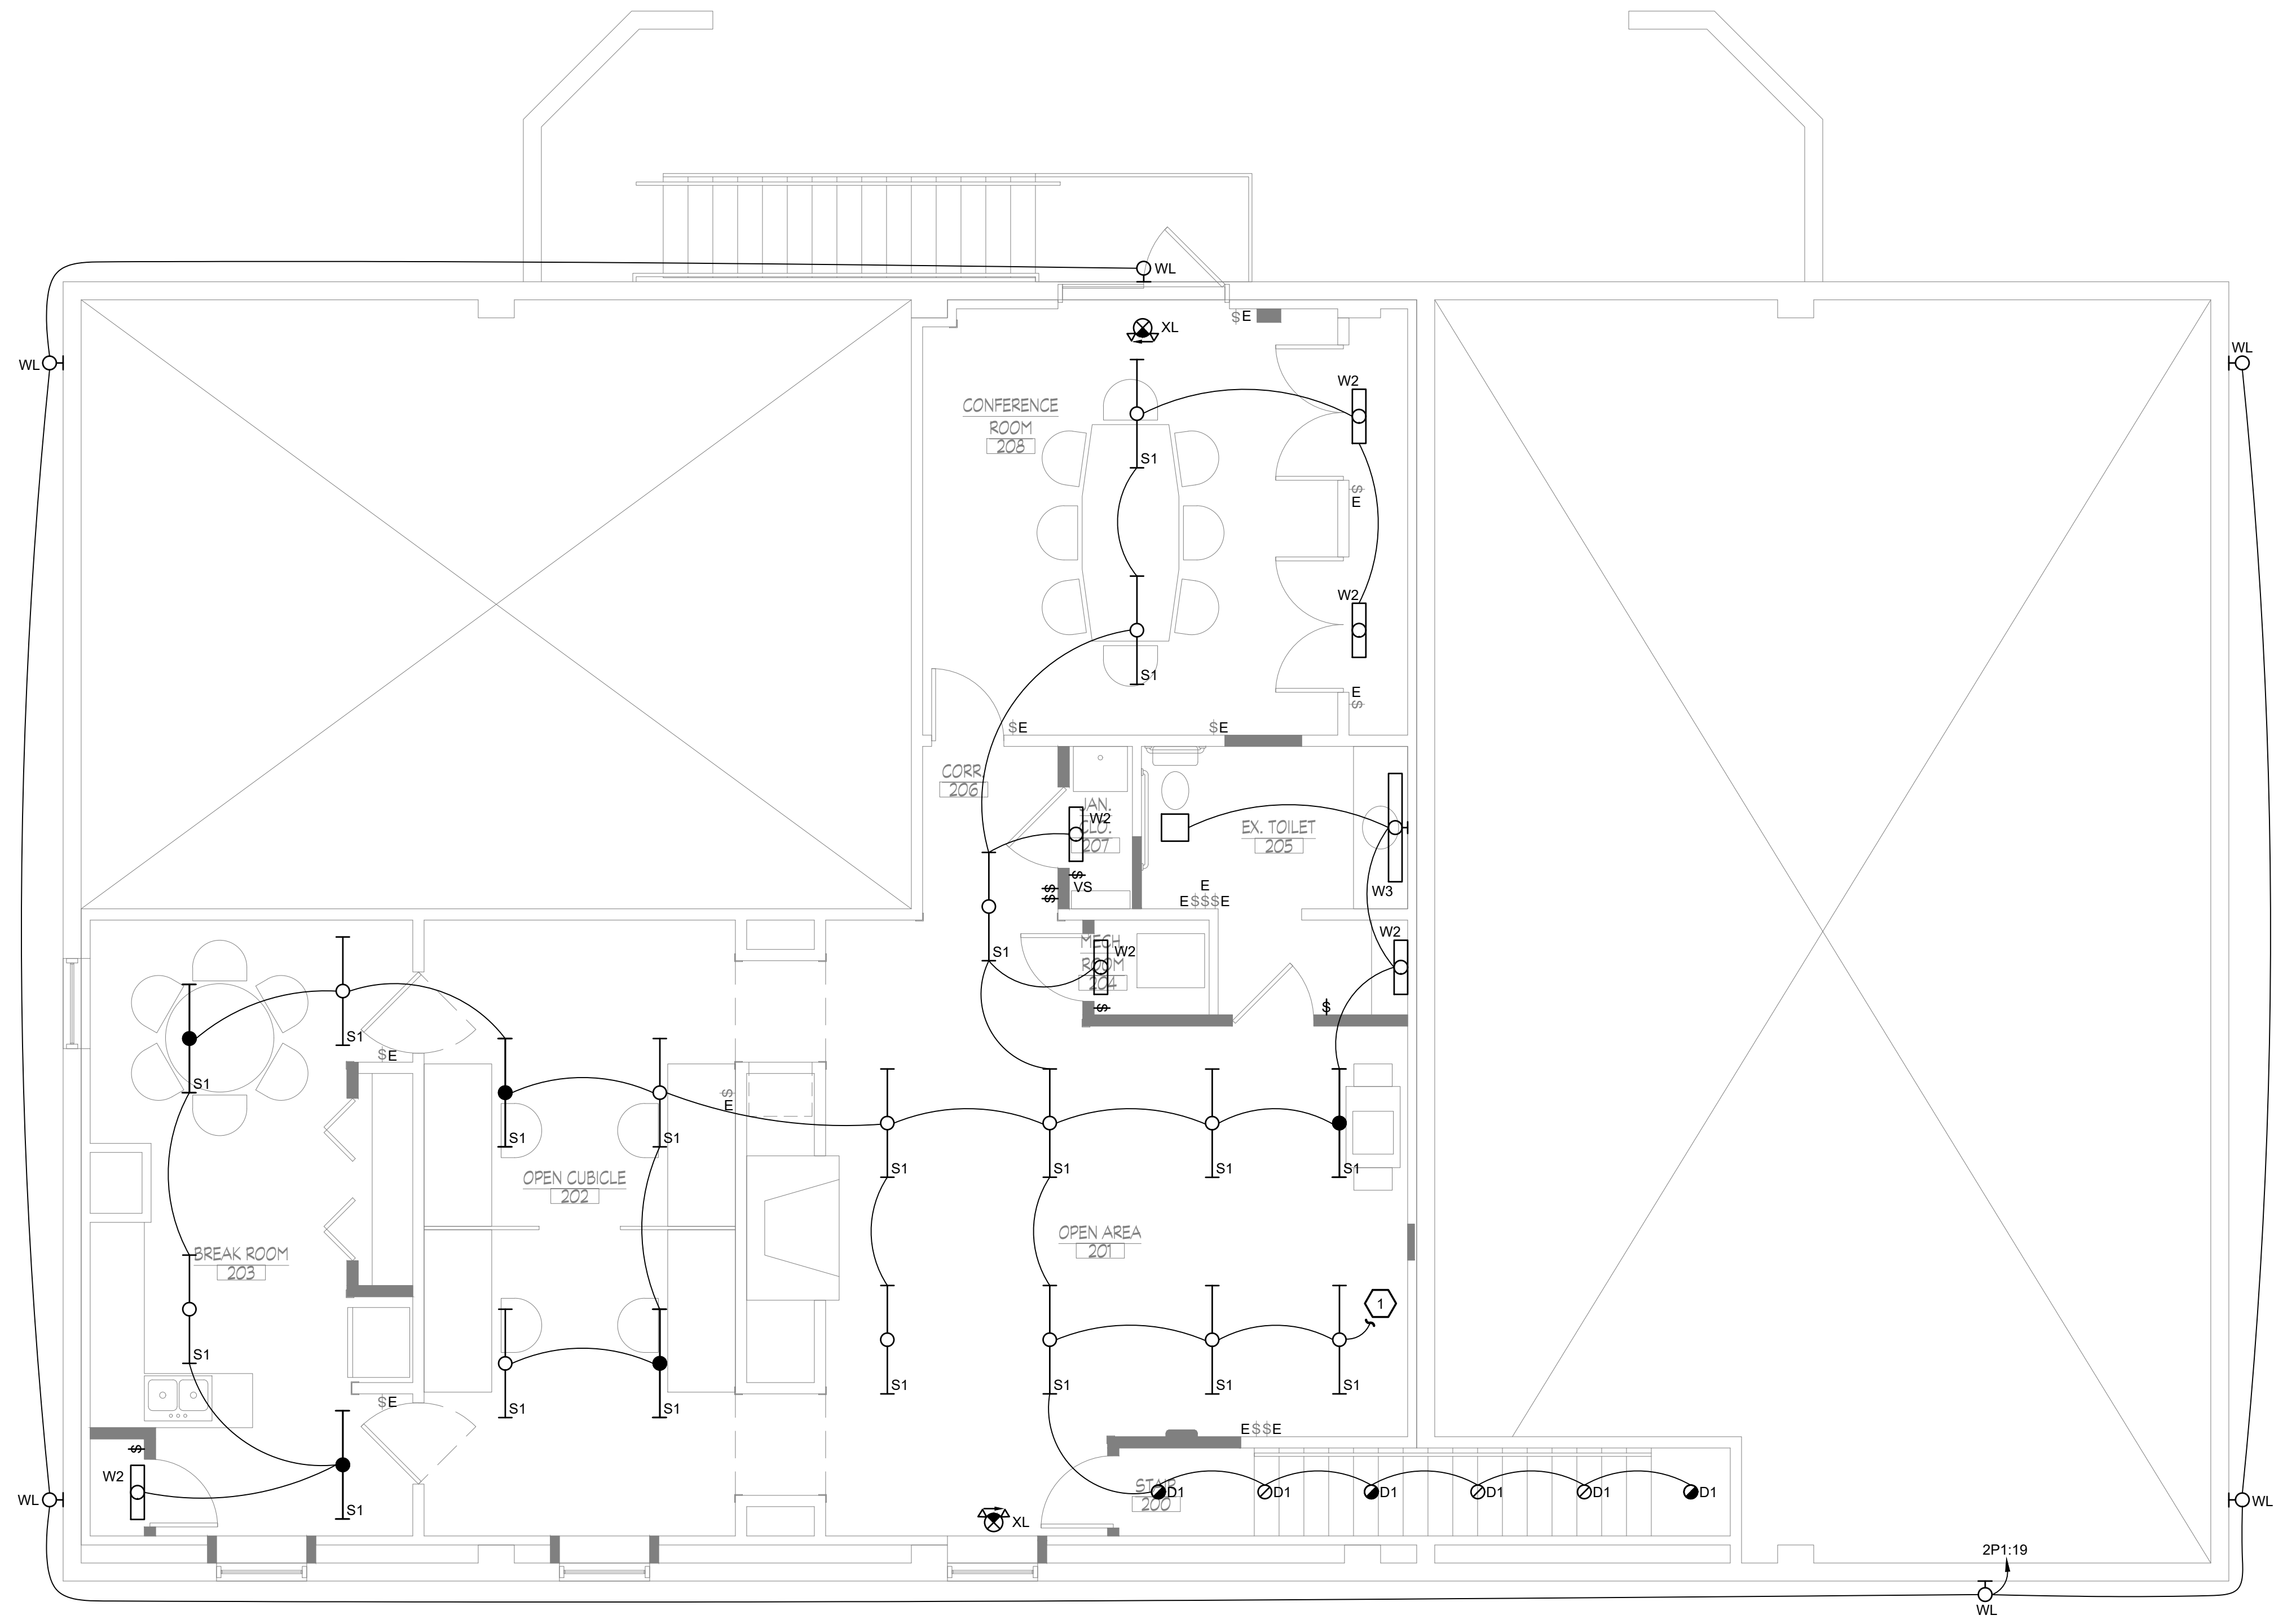 WL
WL
WL
XL
$E
W2
CONFERENCE
ROOM
208
S1
$
E
W2
S1
E
$
$E
$E
CORR.
206
JAN.
CLO.
207
W2
EX. TOILET
205
W3
$
VS
$
$
E
E$$$E
S1
MECH.
ROOM
204
W2
W2
$
$
S1
$E
S1
S1
S1
$
E
S1
S1
S1
S1
OPEN CUBICLE
202
OPEN AREA
201
BREAK ROOM
203
1
S1
$E
S1
S1
S1
S1
S1
S1
E$$E
$
W2
S1
STAIR
200
D1
D1
D1
D1
D1
D1
WL
WL
XL
2P1:19
WL